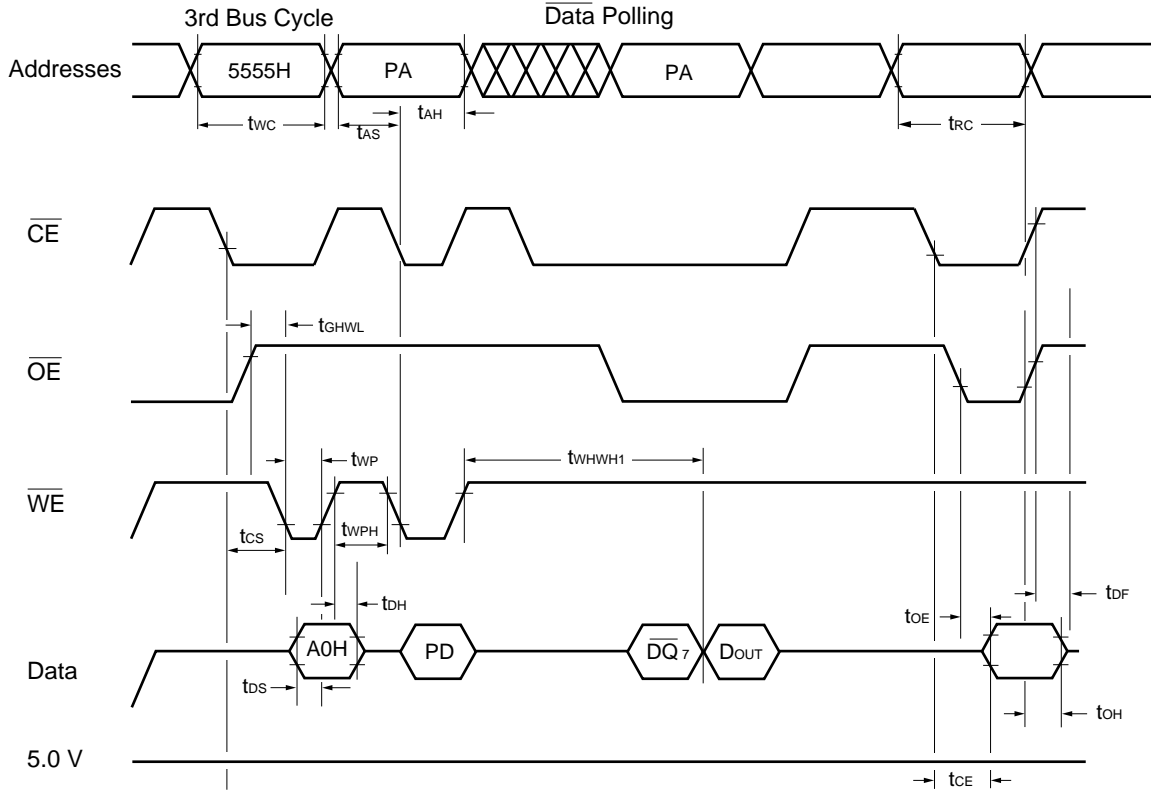 3rd Bus Cycle
Data Polling
Addresses
5555H
PA
PA
tWC
tAS
tAH
tRC
CE
tGHWL
OE
tWP
tWHWH1
WE
tCS
tWPH
tDH
tOE
tDF
Data
A0H
PD
DQ7
DOUT
tDS
tOH
5.0 V
tCE